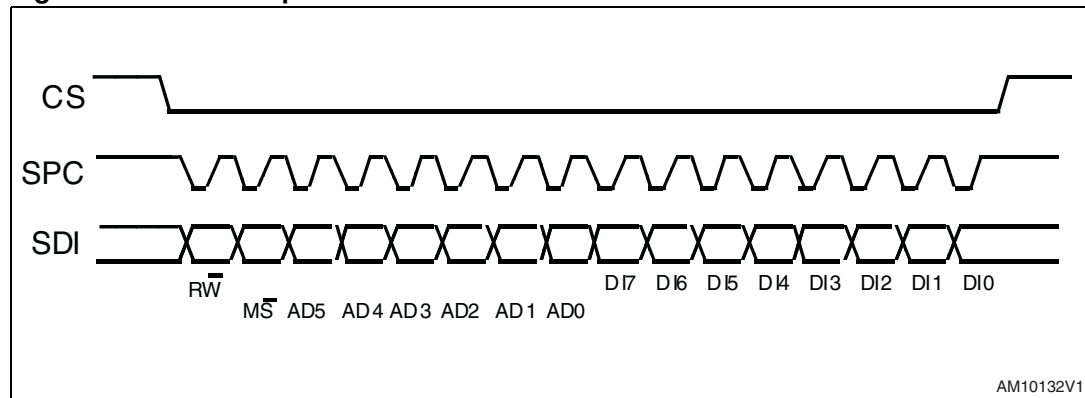 CS
SPC
SDI
RW̅ DI7 DI6 DI5 DI4 DI3 DI2 DI1 DI0
MS̅ AD5 AD4 AD3 AD2 AD1 AD0
AM10132V1